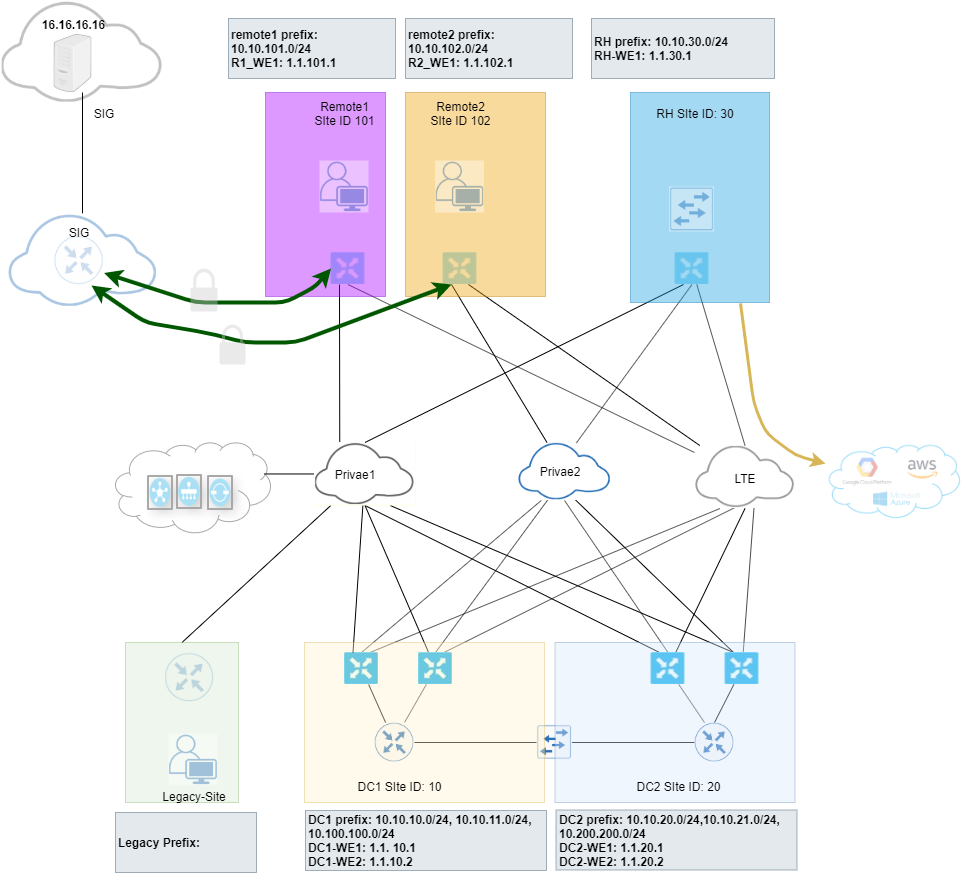 16.16.16.16
SIG
SIG
remote1 prefix:
10.10.101.0/24
R1_WE1: 1.1.101.1
remote2 prefix:
10.10.102.0/24
R2_WE1: 1.1.102.1
RH prefix: 10.10.30.0/24
RH-WE1: 1.1.30.1
Remote1
SIte ID 101
Remote2
SIte ID 102
RH SIte ID: 30
Privae1
Privae2
LTE
aws
Google Cloud Platform
Microsoft
Azure
Legacy-Site
DC1 SIte ID: 10
DC2 SIte ID: 20
Legacy Prefix:
DC1 prefix: 10.10.10.0/24, 10.10.11.0/24,
10.100.100.0/24
DC1-WE1: 1.1. 10.1
DC1-WE2: 1.1.10.2
DC2 prefix: 10.10.20.0/24,10.10.21.0/24,
10.200.200.0/24
DC2-WE1: 1.1.20.1
DC2-WE2: 1.1.20.2